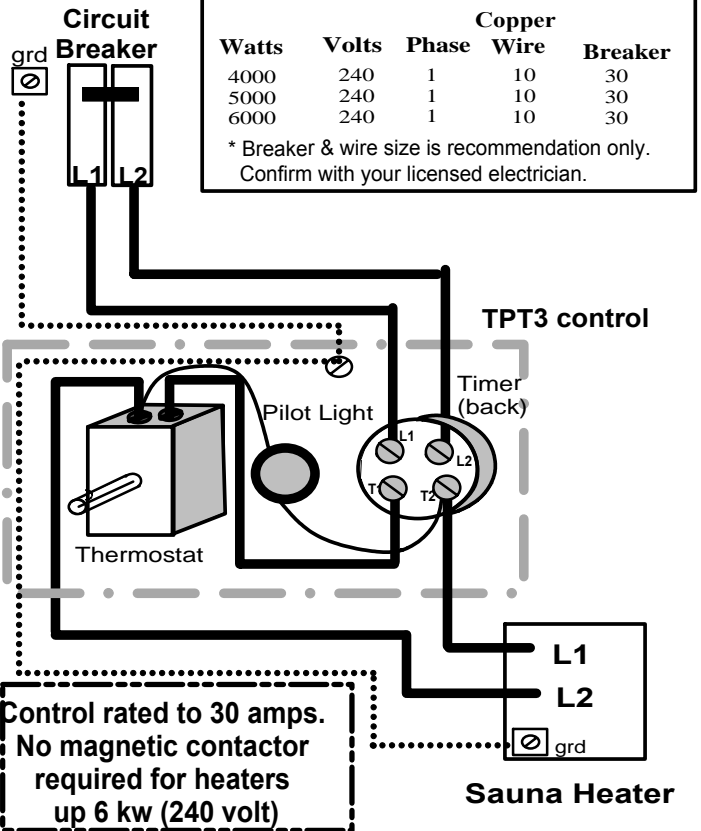 Circuit
Breaker
grd
L1 L2
Copper
Watts Volts Phase Wire Breaker
4000 240 1 10 30
5000 240 1 10 30
6000 240 1 10 30
* Breaker & wire size is recommendation only.
Confirm with your licensed electrician.
TPT3 control
Timer
(back)
Pilot Light
L1
L2
T1
T2
Thermostat
L1
L2
grd
Sauna Heater
Control rated to 30 amps.
No magnetic contactor
required for heaters
up 6 kw (240 volt)